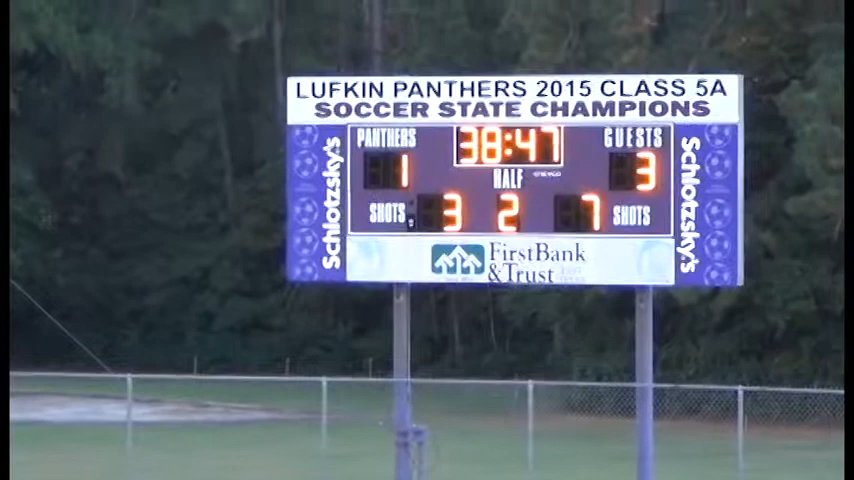 LUFKIN PANTHERS 2015 CLASS 5A
SOCCER STATE CHAMPIONS
Schlotzsky's
PANTHERS 38:47 GUESTS
1 HALF 3
SHOTS 3 2 7 SHOTS
Schlotzsky's
FirstBank
&Trust